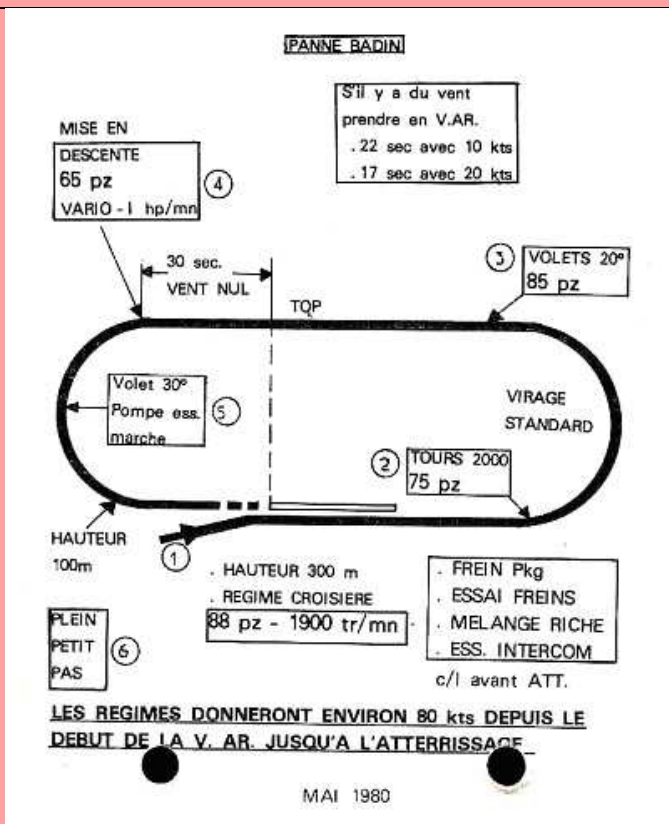 PANNE BADIN
S'il y a du vent
prendre en V.AR.
. 22 sec avec 10 kts
. 17 sec avec 20 kts
MISE EN
DESCENTE
65 pz
VARIO - I hp/mn
4
30 sec.
VENT NUL
TOP
3
VOLETS 20°
85 pz
Volet 30°
Pompe ess.
marche
5
VIRAGE
STANDARD
2
TOURS 2000
75 pz
HAUTEUR
100m
1
. HAUTEUR 300 m
. REGIME CROISIERE
88 pz - 1900 tr/mn
. FREIN Pkg
. ESSAI FREINS
. MELANGE RICHE
. ESS. INTERCOM
c/l avant ATT.
PLEIN
PETIT
PAS
6
LES REGIMES DONNERONT ENVIRON 80 kts DEPUIS LE
DEBUT DE LA V. AR. JUSQU'A L'ATTERRISSAGE
MAI 1980